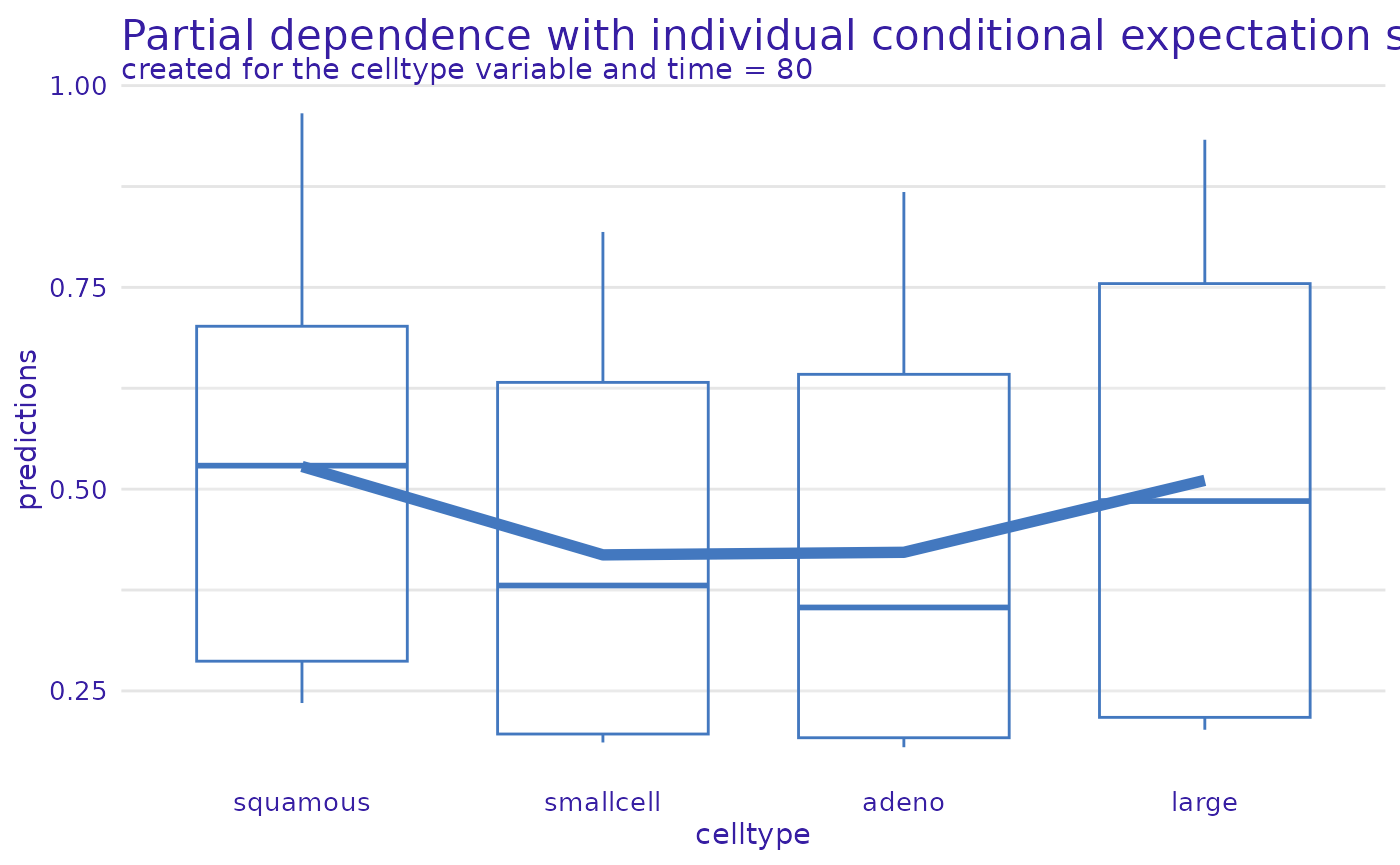 Partial dependence with individual conditional expectation s
created for the celltype variable and time = 80
1.00
0.75
0.50
0.25
predictions
squamous smallcell adeno large
celltype